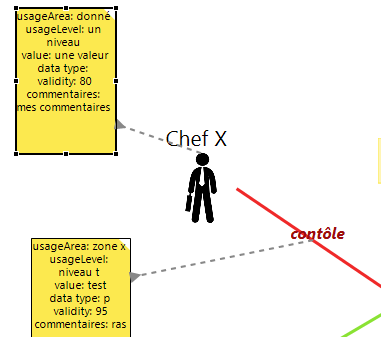 usageArea: donné
usageLevel: un
niveau
value: une valeur
data type:
validity: 80
commentaires:
mes commentaires
Chef X
contôle
usageArea: zone x
usageLevel:
niveau t
value: test
data type: p
validity: 95
commentaires: ras